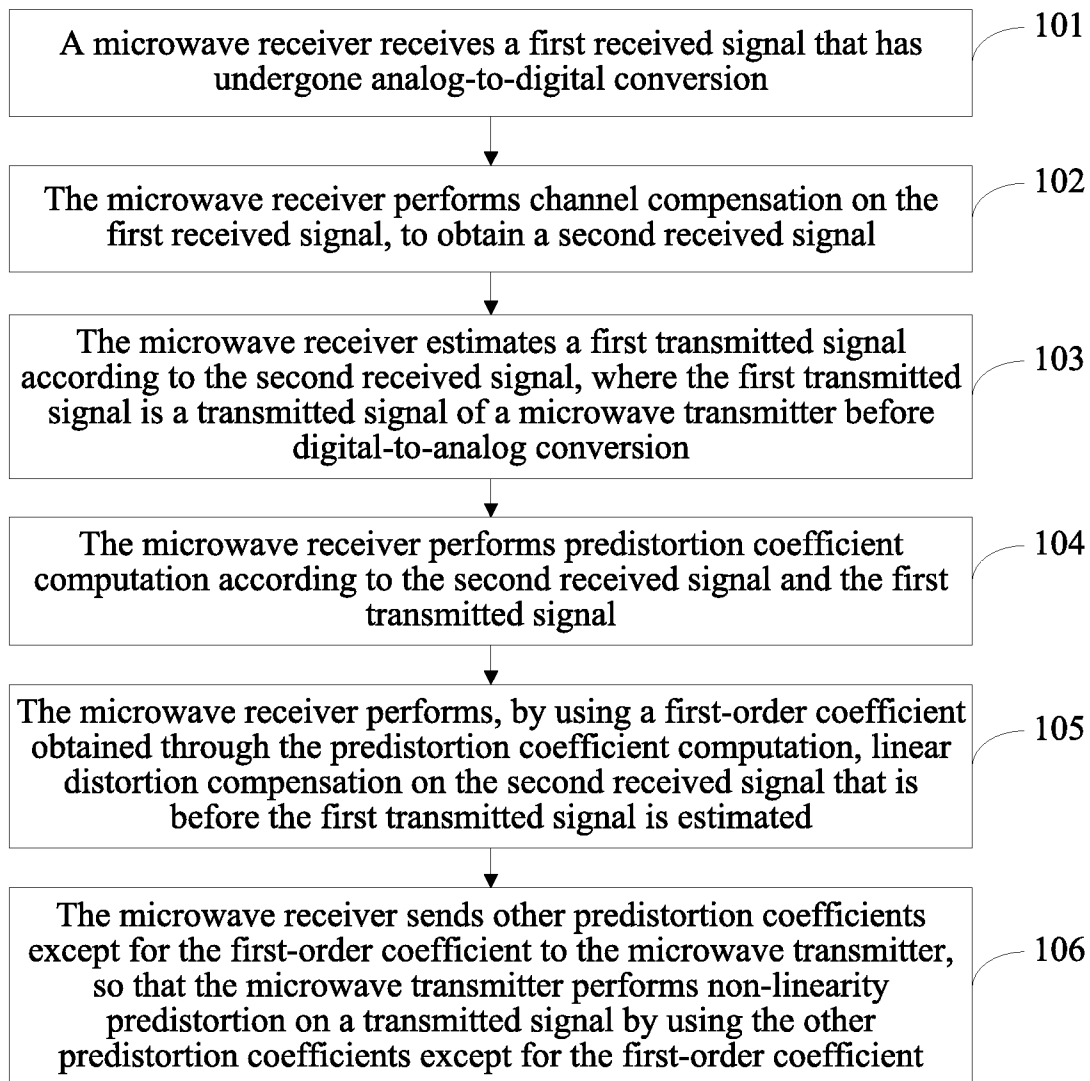 A microwave receiver receives a first received signal that has
undergone analog-to-digital conversion
101
The microwave receiver performs channel compensation on the
first received signal, to obtain a second received signal
102
The microwave receiver estimates a first transmitted signal
according to the second received signal, where the first transmitted
signal is a transmitted signal of a microwave transmitter before
digital-to-analog conversion
103
The microwave receiver performs predistortion coefficient
computation according to the second received signal and the first
transmitted signal
104
The microwave receiver performs, by using a first-order coefficient
obtained through the predistortion coefficient computation, linear
distortion compensation on the second received signal that is
before the first transmitted signal is estimated
105
The microwave receiver sends other predistortion coefficients
except for the first-order coefficient to the microwave transmitter,
so that the microwave transmitter performs non-linearity
predistortion on a transmitted signal by using the other
predistortion coefficients except for the first-order coefficient
106